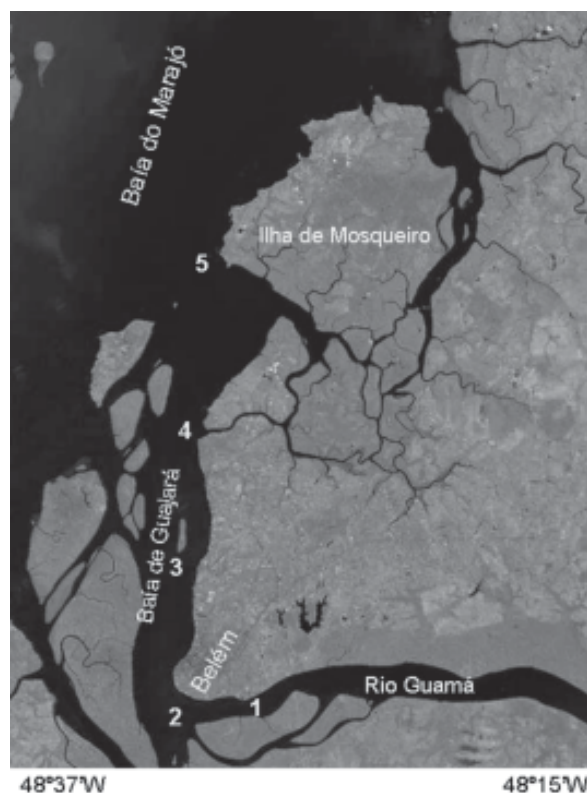 Baía do Marajó
Ilha de Mosqueiro
5
4
Baía de Guajará
3
Belém
Rio Guamá
1
2
48°37'W
48°15'W